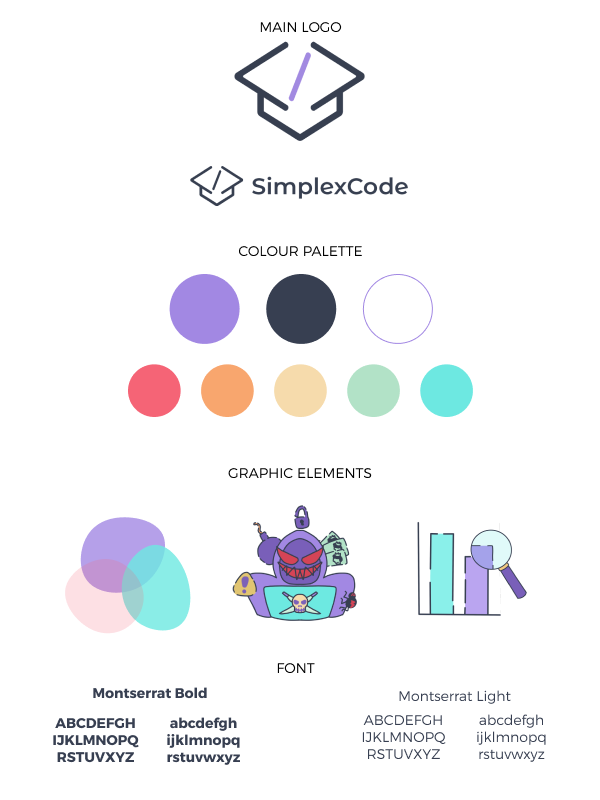 MAIN LOGO
SimplexCode
COLOUR PALETTE
GRAPHIC ELEMENTS
FONT
Montserrat Bold
ABCDEFGH
IJKLMNOPQ
RSTUVXYZ
abcdefgh
ijklmnopq
rstuvwxyz
Montserrat Light
ABCDEFGH
IJKLMNOPQ
RSTUVXYZ
abcdefgh
ijklmnopq
rstuvwxyz